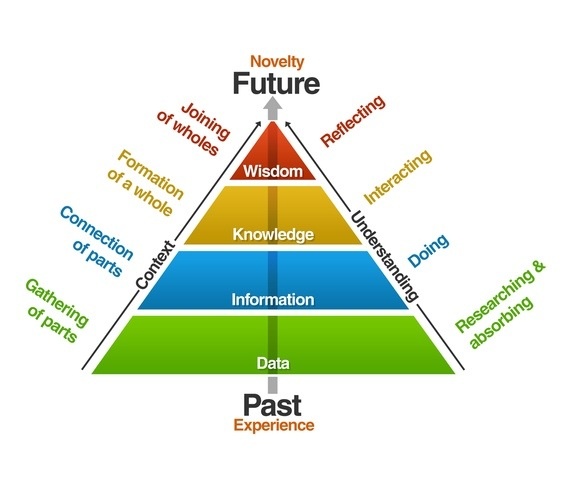 Novelty
Future
Joining
of wholes
Reflecting
Wisdom
Formation
of a whole
Interacting
Knowledge
Connection
of parts
Context
Understanding
Doing
Information
Gathering
of parts
Researching &
absorbing
Data
Past
Experience